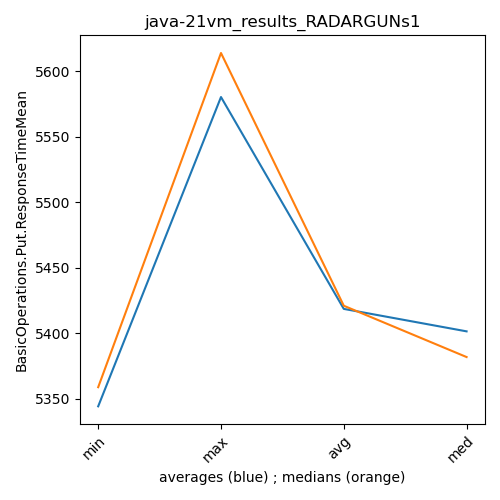 java-21vm_results_RADARGUNs1
BasicOperations.Put.ResponseTimeMean
5600
5550
5500
5450
5400
5350
min
max
avg
med
averages (blue) ; medians (orange)